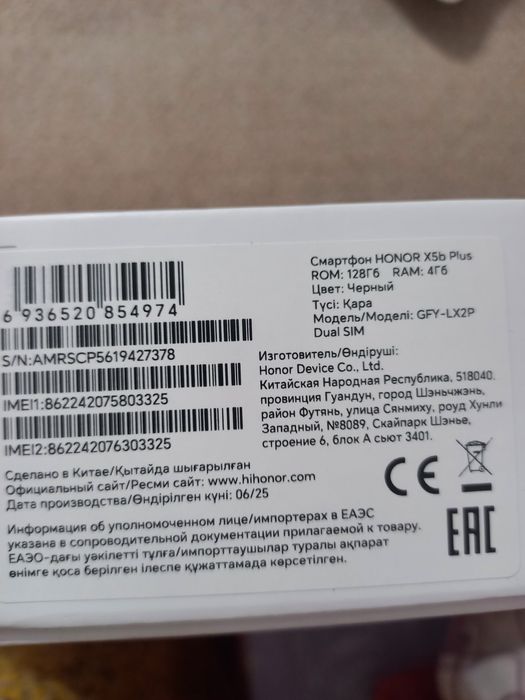 Смартфон HONOR X5b Plus
ROM: 128Гб RAM: 4Гб
Цвет: Черный
Түсі: Қара
Модель/Моделі: GFY-LX2P
Dual SIM
6 936520 854974
S/N:AMRSCP5619427378
IMEI1:862242075803325
IMEI2:862242076303325
Изготовитель/Өндіруші:
Honor Device Co., Ltd.
Китайская Народная Республика, 518040.
провинция Гуандун, город Шэньчжэнь,
район Футянь, улица Сянмиху, роуд Хунли
Западный, №8089, Скайпарк Шэнье,
строение 6, блок А сьют 3401.
Сделано в Китае/Қытайда шығарылған
Официальный сайт/Ресми сайт: www.hihonor.com
Дата производства/Өндірілген күні: 06/25
CE
Информация об уполномоченном лице/импортерах в ЕАЭС
указана в сопроводительной документации прилагаемой к товару.
ЕАЭО-дағы уәкілетті тұлға/импорттаушылар туралы ақпарат
өнімге қоса берілген ілеспе құжаттамада көрсетілген.
EAC